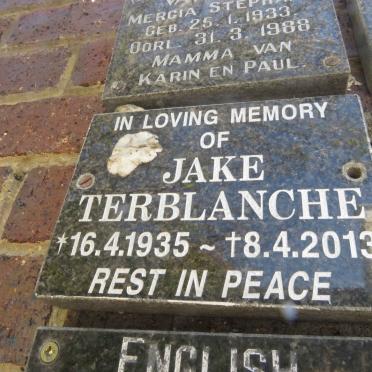 MERCIA STEPHA
GEB. 25. 1. 1933
OORL. 31. 3. 1988
MAMMA VAN
KARIN EN PAUL.
IN LOVING MEMORY
OF
JAKE
TERBLANCHE
*16.4.1935 ~ †8.4.2013
REST IN PEACE
ENGLISH